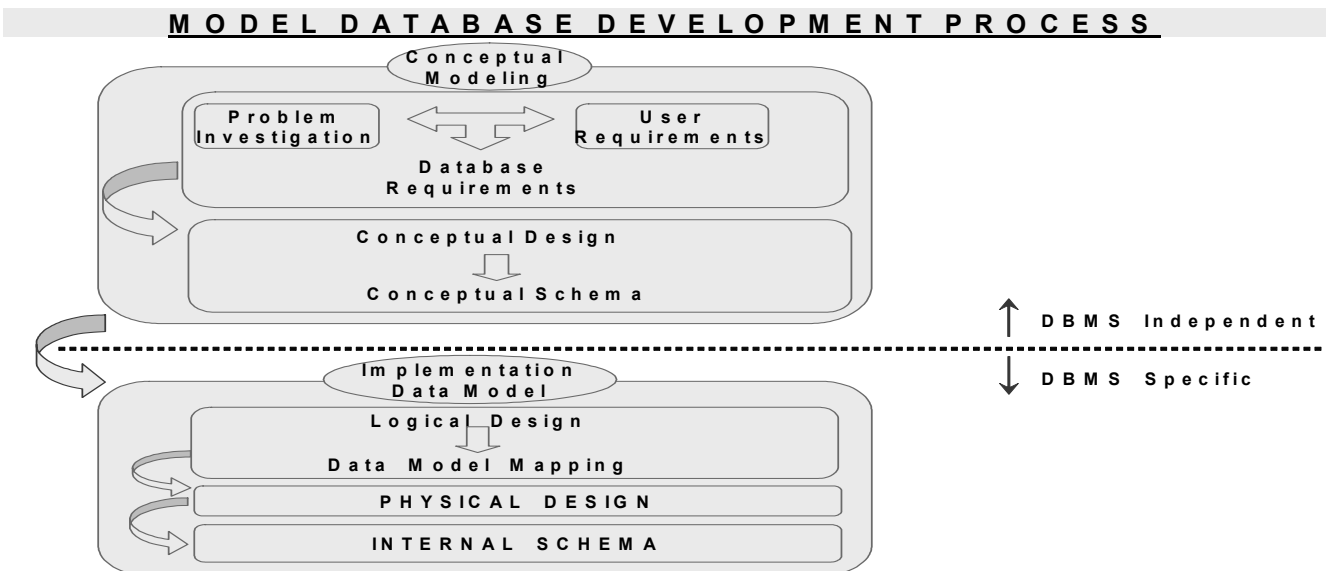 MODEL DATABASE DEVELOPMENT PROCESS
Conceptual
Modeling
Problem
Investigation
User
Requirements
Database
Requirements
Conceptual Design
Conceptual Schema
DBMS Independent
DBMS Specific
Implementation
Data Model
Logical Design
Data Model Mapping
PHYSICAL DESIGN
INTERNAL SCHEMA